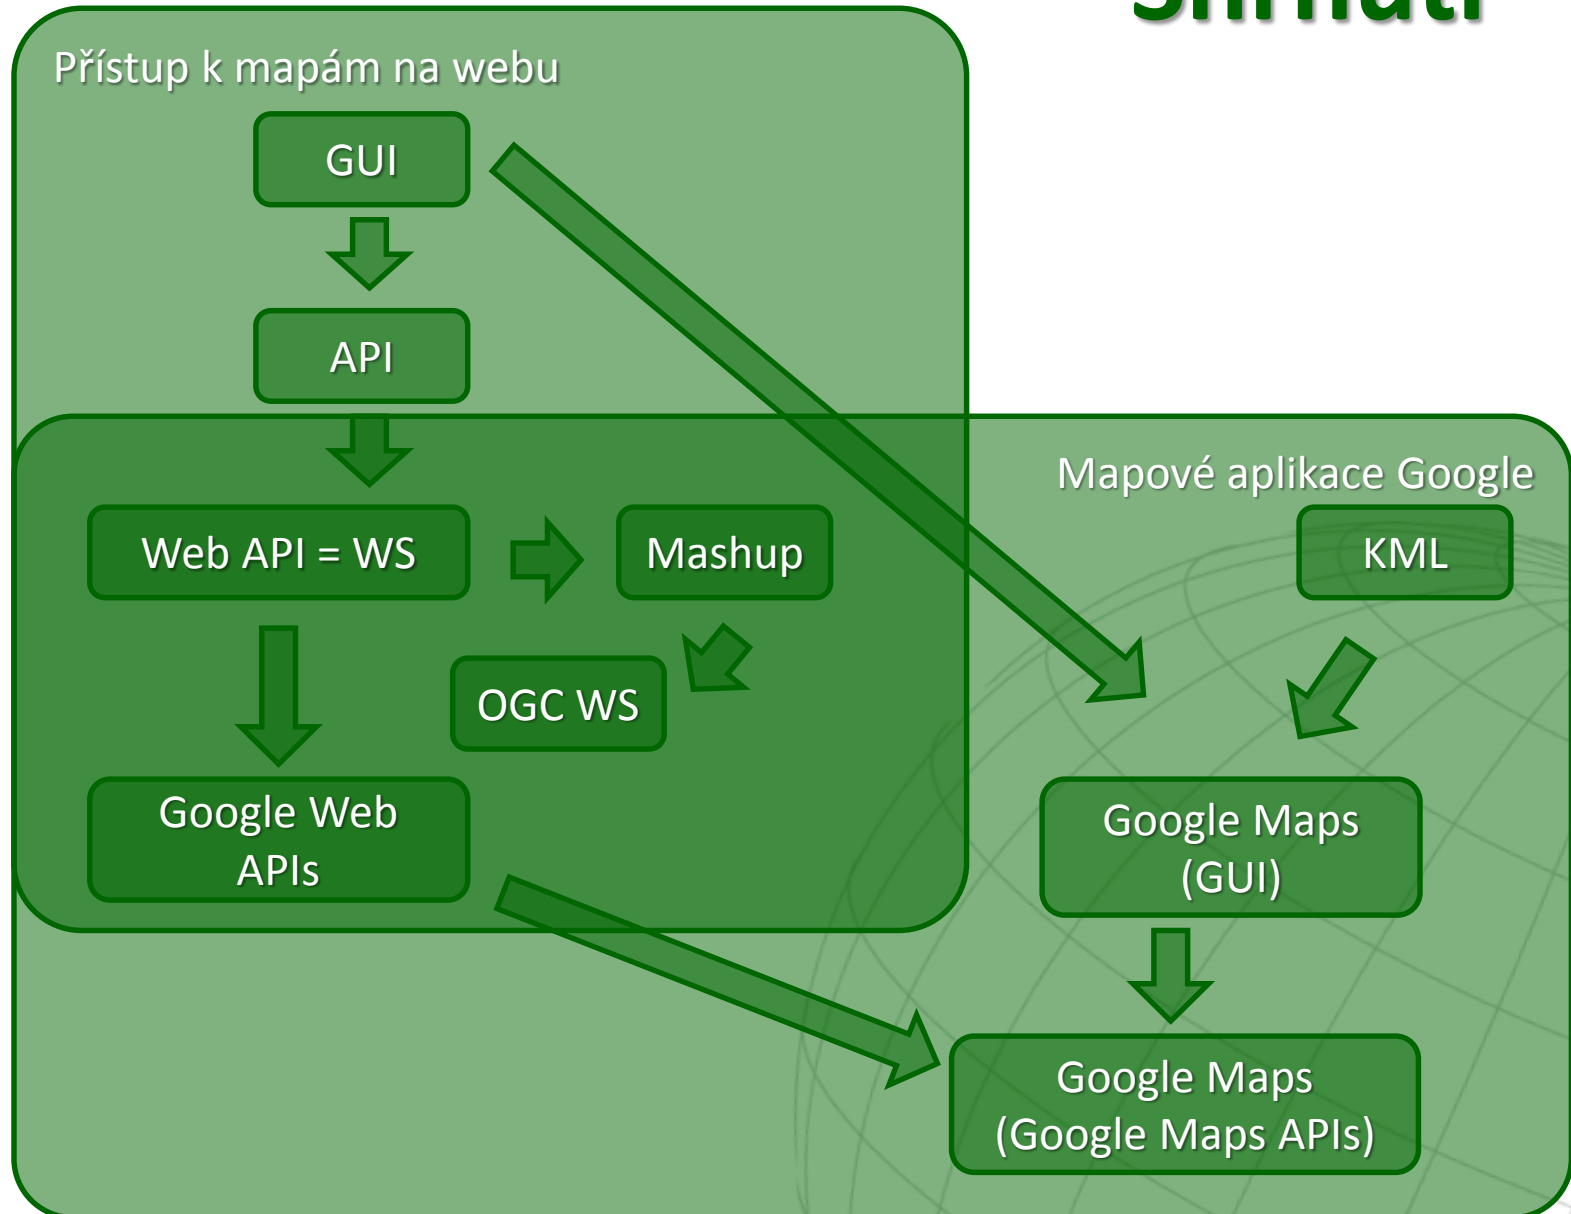 Shrnutí
Přístup k mapám na webu
GUI
API
Mapové aplikace Google
Web API = WS
Mashup
KML
OGC WS
Google Web
APIs
Google Maps
(GUI)
Google Maps
(Google Maps APIs)